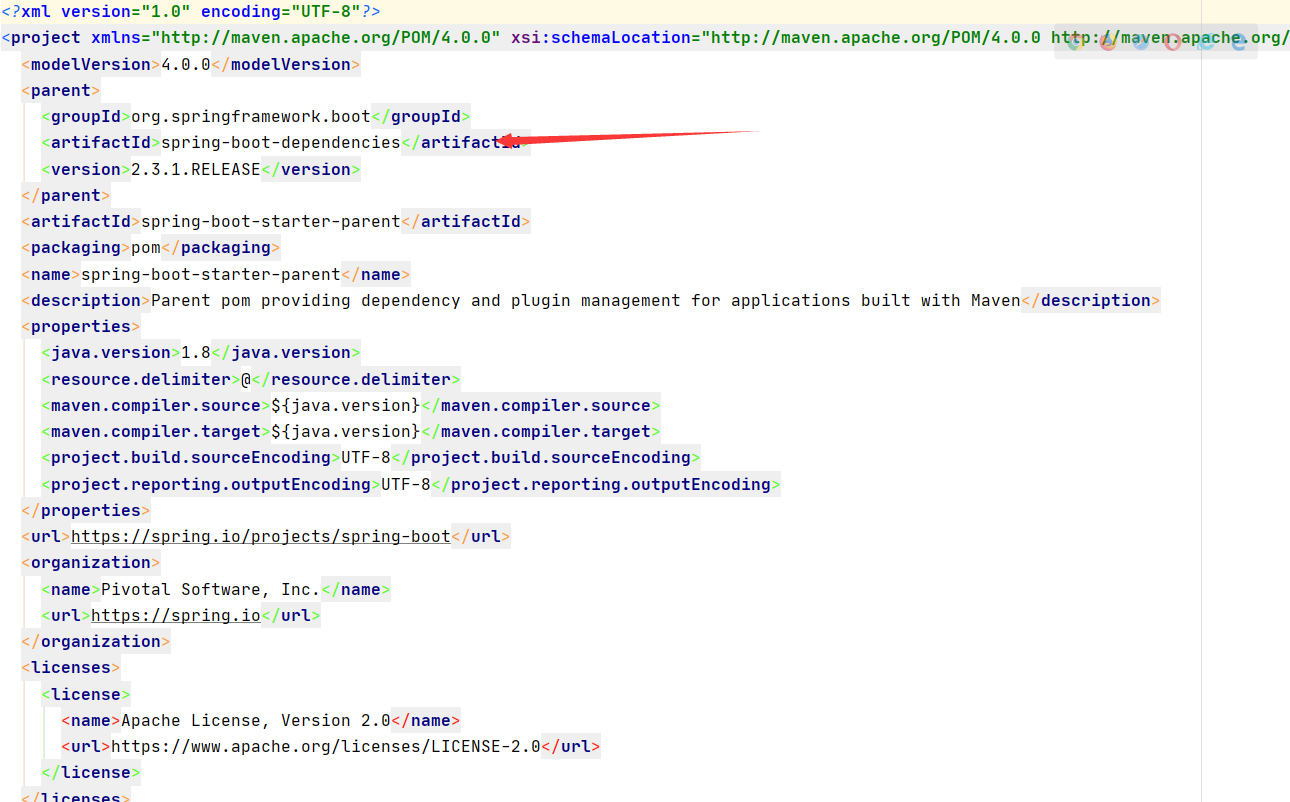 <?xml version="1.0" encoding="UTF-8"?>
<project xmlns="http://maven.apache.org/POM/4.0.0" xsi:schemaLocation="http://maven.apache.org/POM/4.0.0 http://maven.apache.org/
<modelVersion>4.0.0</modelVersion>
<parent>
<groupId>org.springframework.boot</groupId>
<artifactId>spring-boot-dependencies</artifactId>
<version>2.3.1.RELEASE</version>
</parent>
<artifactId>spring-boot-starter-parent</artifactId>
<packaging>pom</packaging>
<name>spring-boot-starter-parent</name>
<description>Parent pom providing dependency and plugin management for applications built with Maven</description>
<properties>
<java.version>1.8</java.version>
<resource.delimiter>@</resource.delimiter>
<maven.compiler.source>${java.version}</maven.compiler.source>
<maven.compiler.target>${java.version}</maven.compiler.target>
<project.build.sourceEncoding>UTF-8</project.build.sourceEncoding>
<project.reporting.outputEncoding>UTF-8</project.reporting.outputEncoding>
</properties>
<url>https://spring.io/projects/spring-boot</url>
<organization>
<name>Pivotal Software, Inc.</name>
<url>https://spring.io</url>
</organization>
<licenses>
<license>
<name>Apache License, Version 2.0</name>
<url>https://www.apache.org/licenses/LICENSE-2.0</url>
</license>
</licenses>